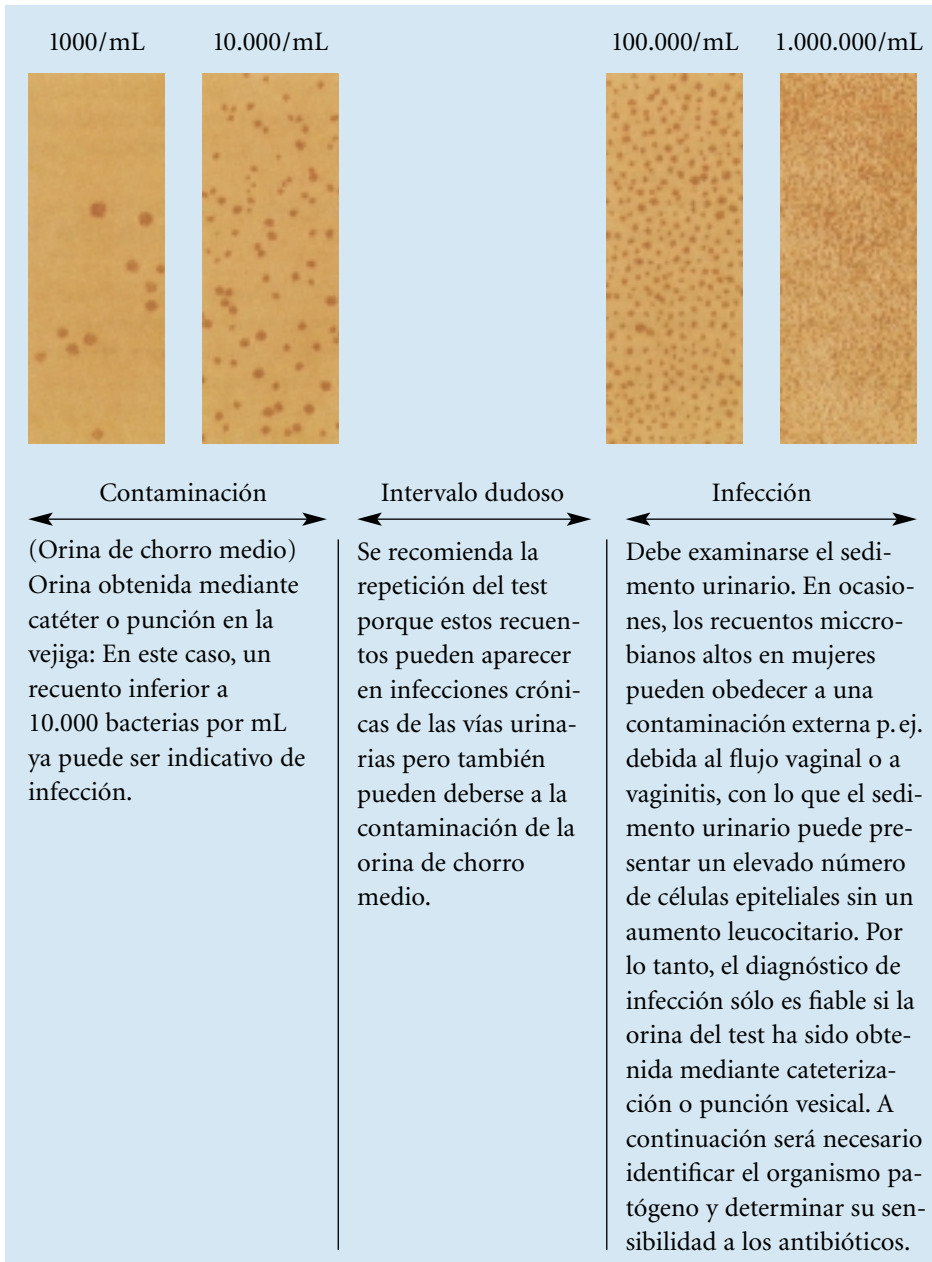 1000/mL
10.000/mL
100.000/mL
1.000.000/mL
Contaminación
(Orina de chorro medio)
Orina obtenida mediante
catéter o punción en la
vejiga: En este caso, un
recuento inferior a
10.000 bacterias por mL
ya puede ser indicativo de
infección.
Intervalo dudoso
Se recomienda la
repetición del test
porque estos recuen-
tos pueden aparecer
en infecciones cróni-
cas de las vías urina-
rias pero también
pueden deberse a la
contaminación de la
orina de chorro
medio.
Infección
Debe examinarse el sedi-
mento urinario. En ocasio-
nes, los recuentos miccro-
bianos altos en mujeres
pueden obedecer a una
contaminación externa p. ej.
debida al flujo vaginal o a
vaginitis, con lo que el sedi-
mento urinario puede pre-
sentar un elevado número
de células epiteliales sin un
aumento leucocitario. Por
lo tanto, el diagnóstico de
infección sólo es fiable si la
orina del test ha sido obte-
nida mediante cateteriza-
ción o punción vesical. A
continuación será necesario
identificar el organismo pa-
tógeno y determinar su sen-
sibilidad a los antibióticos.